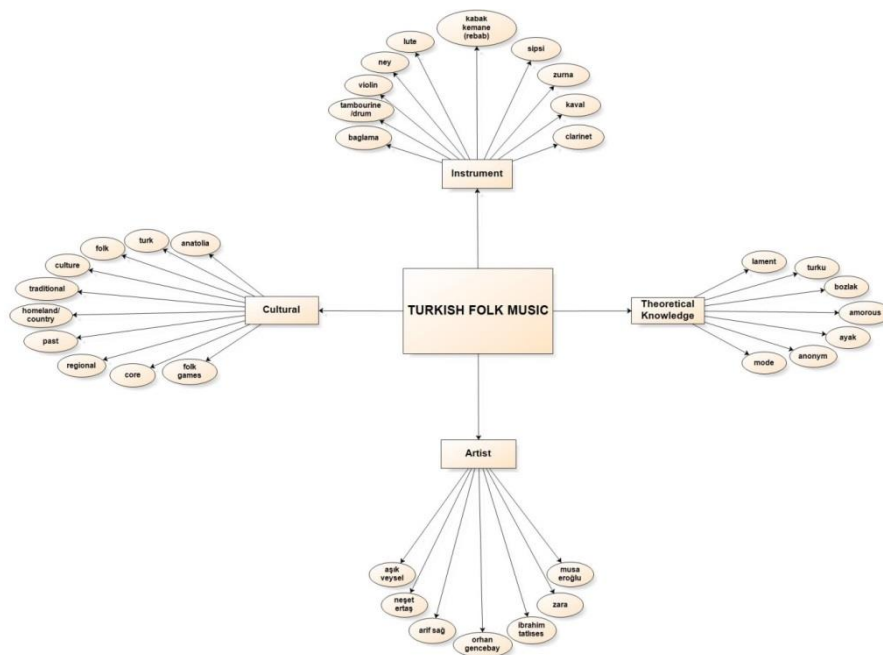 kabak
kemane
(rebab)
lute
sipsi
ney
zurna
violin
tambourine
/drum
kaval
baglama
clarinet
Instrument
turk
anatolia
folk
culture
traditional
homeland/
country
past
regional
core
folk
games
Cultural
TURKISH FOLK MUSIC
Theoretical
Knowledge
lament
turku
bozlak
amorous
ayak
anonym
mode
Artist
aşık
veysel
neşet
ertaş
arif sağ
orhan
gencebay
ibrahim
tatlıses
zara
musa
eroğlu